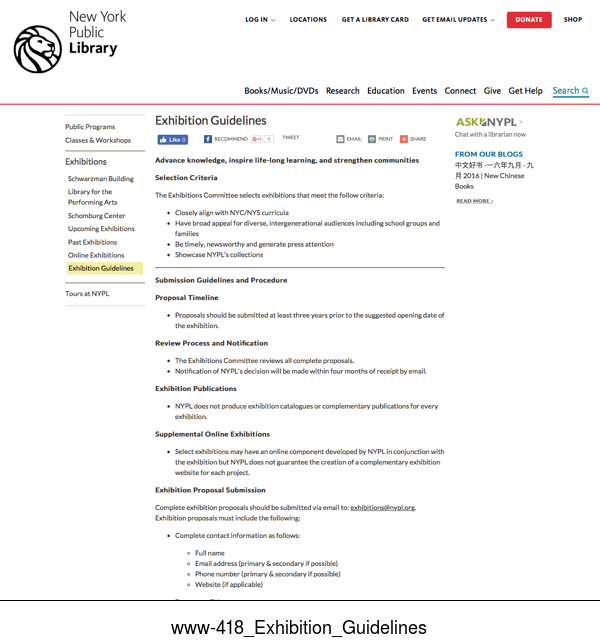 New York
Public
Library
LOG IN
LOCATIONS
GET A LIBRARY CARD
GET EMAIL UPDATES
DONATE
SHOP
Books/Music/DVDs Research Education Events Connect Give Get Help Search
Public Programs
Classes & Workshops
Exhibitions
Schwarzman Building
Library for the
Performing Arts
Schomburg Center
Upcoming Exhibitions
Past Exhibitions
Online Exhibitions
Exhibition Guidelines
Tours at NYPL
Exhibition Guidelines
Like 0
RECOMMEND
G+1 0
TWEET
EMAIL
PRINT
SHARE
Advance knowledge, inspire life-long learning, and strengthen communities
Selection Criteria
The Exhibitions Committee selects exhibitions that meet the follow criteria:
• Closely align with NYC/NYS curricula
• Have broad appeal for diverse, intergenerational audiences including school groups and
families
• Be timely, newsworthy and generate press attention
• Showcase NYPL's collections
Submission Guidelines and Procedure
Proposal Timeline
• Proposals should be submitted at least three years prior to the suggested opening date of
the exhibition.
Review Process and Notification
• The Exhibitions Committee reviews all complete proposals.
• Notification of NYPL's decision will be made within four months of receipt by email.
Exhibition Publications
• NYPL does not produce exhibition catalogues or complementary publications for every
exhibition.
Supplemental Online Exhibitions
• Select exhibitions may have an online component developed by NYPL in conjunction with
the exhibition but NYPL does not guarantee the creation of a complementary exhibition
website for each project.
Exhibition Proposal Submission
Complete exhibition proposals should be submitted via email to: exhibitions@nypl.org.
Exhibition proposals must include the following:
• Complete contact information as follows:
◦ Full name
◦ Email address (primary & secondary if possible)
◦ Phone number (primary & secondary if possible)
◦ Website (if applicable)
ASK NYPL >
Chat with a librarian now
FROM OUR BLOGS
中文好书 -一六年九月 - 九
月 2016 | New Chinese
Books
READ MORE ›
www-418_Exhibition_Guidelines